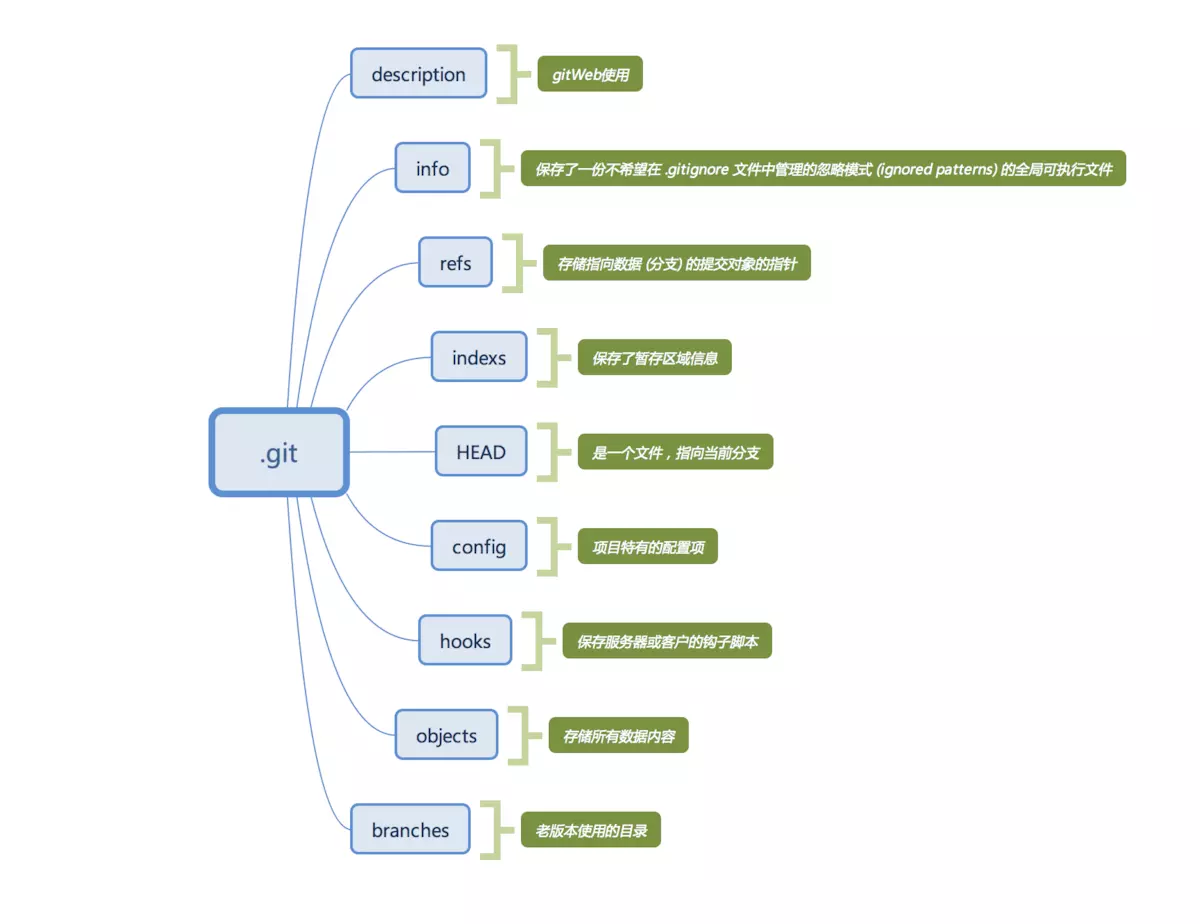 description
gitWeb使用
info
保存了一份不希望在 .gitignore 文件中管理的忽略模式 (ignored patterns) 的全局可执行文件
refs
存储指向数据 (分支) 的提交对象的指针
indexs
保存了暂存区域信息
.git
HEAD
是一个文件，指向当前分支
config
项目特有的配置项
hooks
保存服务器或客户的钩子脚本
objects
存储所有数据内容
branches
老版本使用的目录